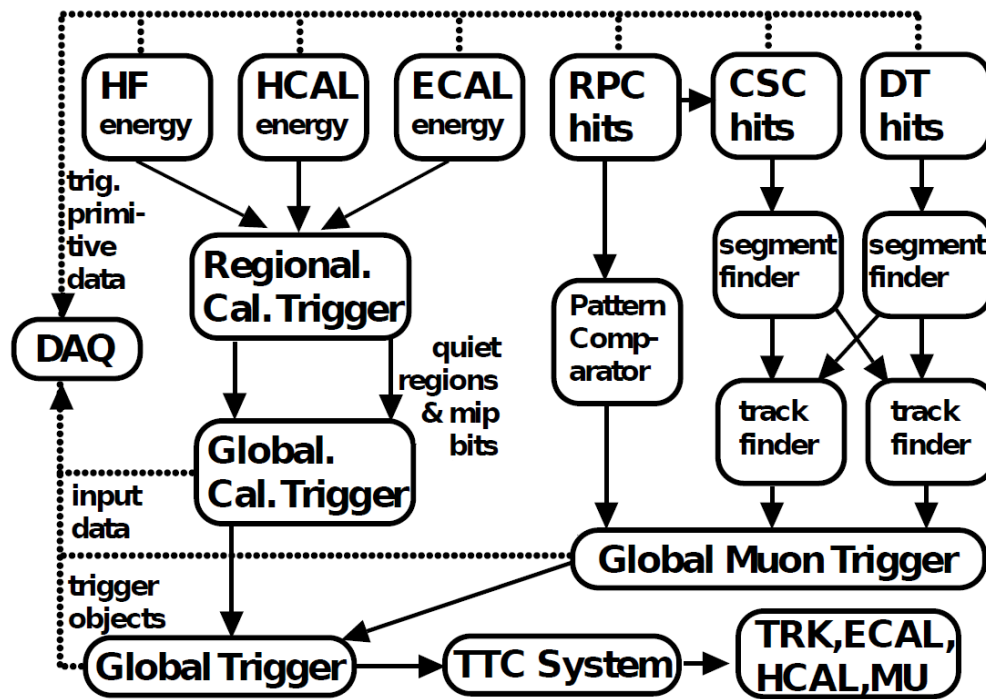 HF
energy
HCAL
energy
ECAL
energy
RPC
hits
CSC
hits
DT
hits
trig.
primi-
tive
data
Regional.
Cal. Trigger
segment
finder
segment
finder
Pattern
Comp-
arator
DAQ
quiet
regions
& mip
bits
track
finder
track
finder
Global.
Cal. Trigger
input
data
Global Muon Trigger
trigger
objects
Global Trigger
TTC System
TRK,ECAL,
HCAL,MU